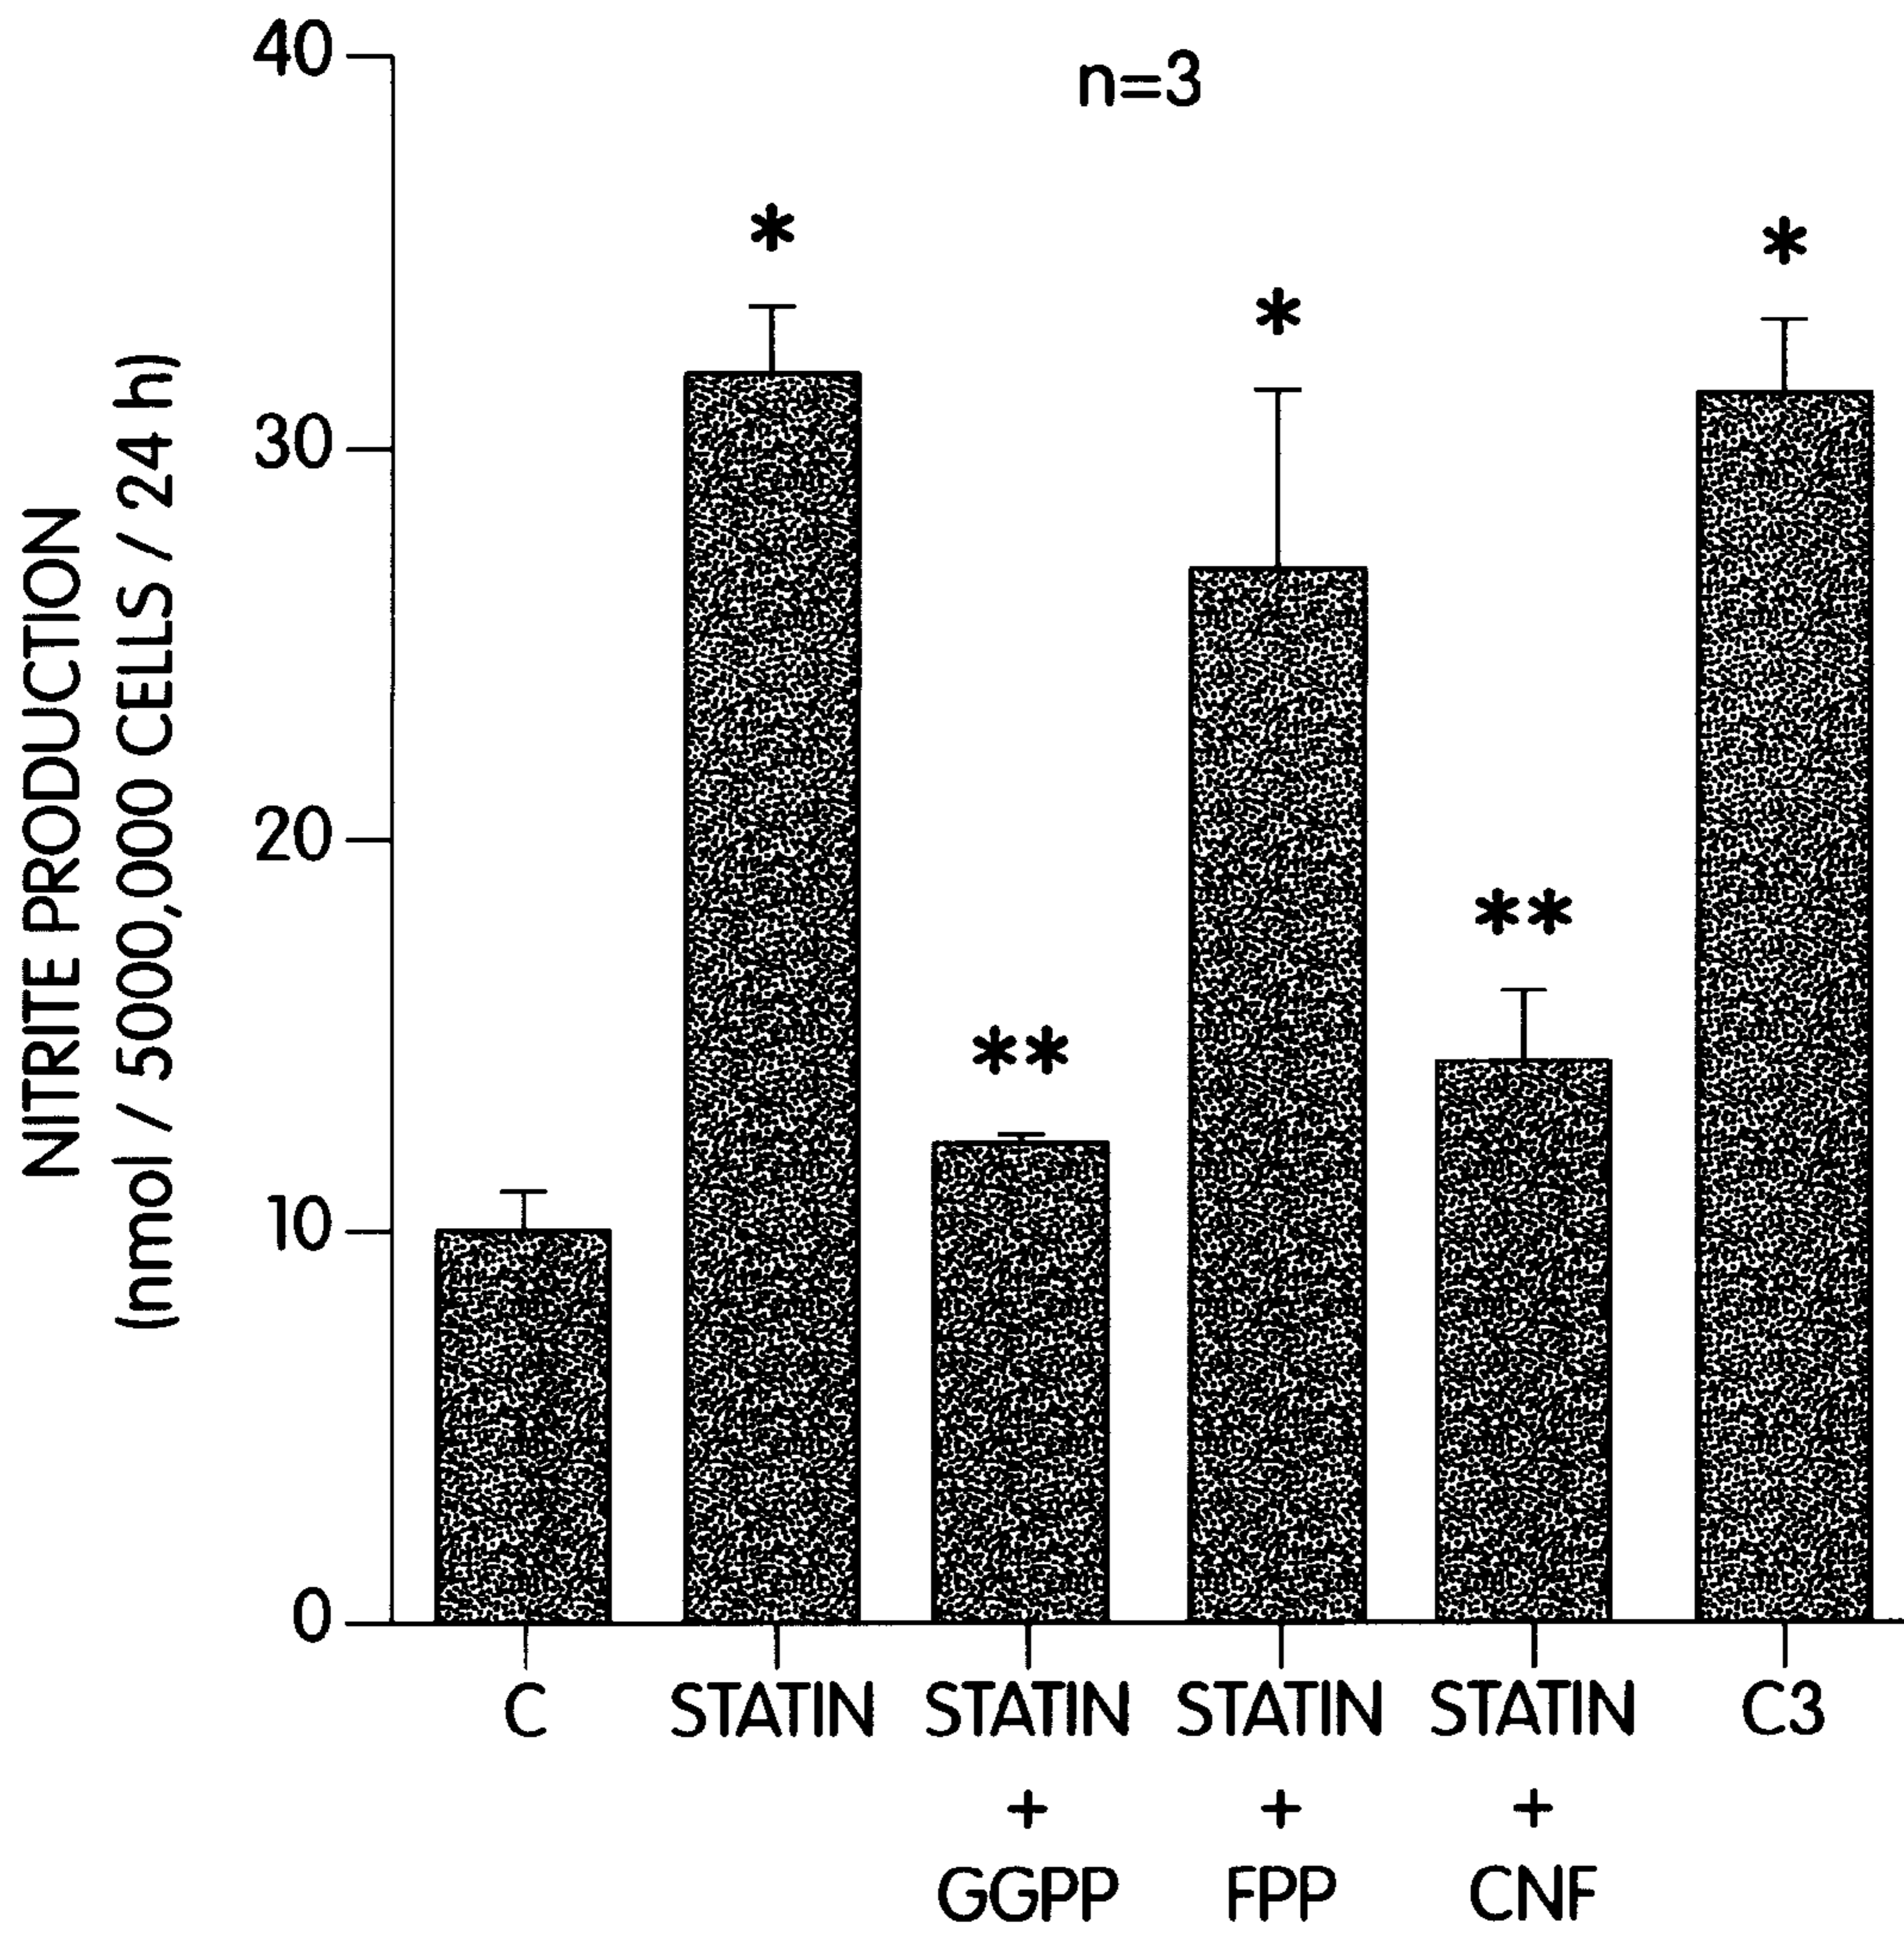 40
n=3
*
*
*
30
20
**
**
10
0
NITRITE PRODUCTION
(nmol / 5000,000 CELLS / 24 h)
C
STATIN
STATIN
+
GGPP
STATIN
+
FPP
STATIN
+
CNF
C3